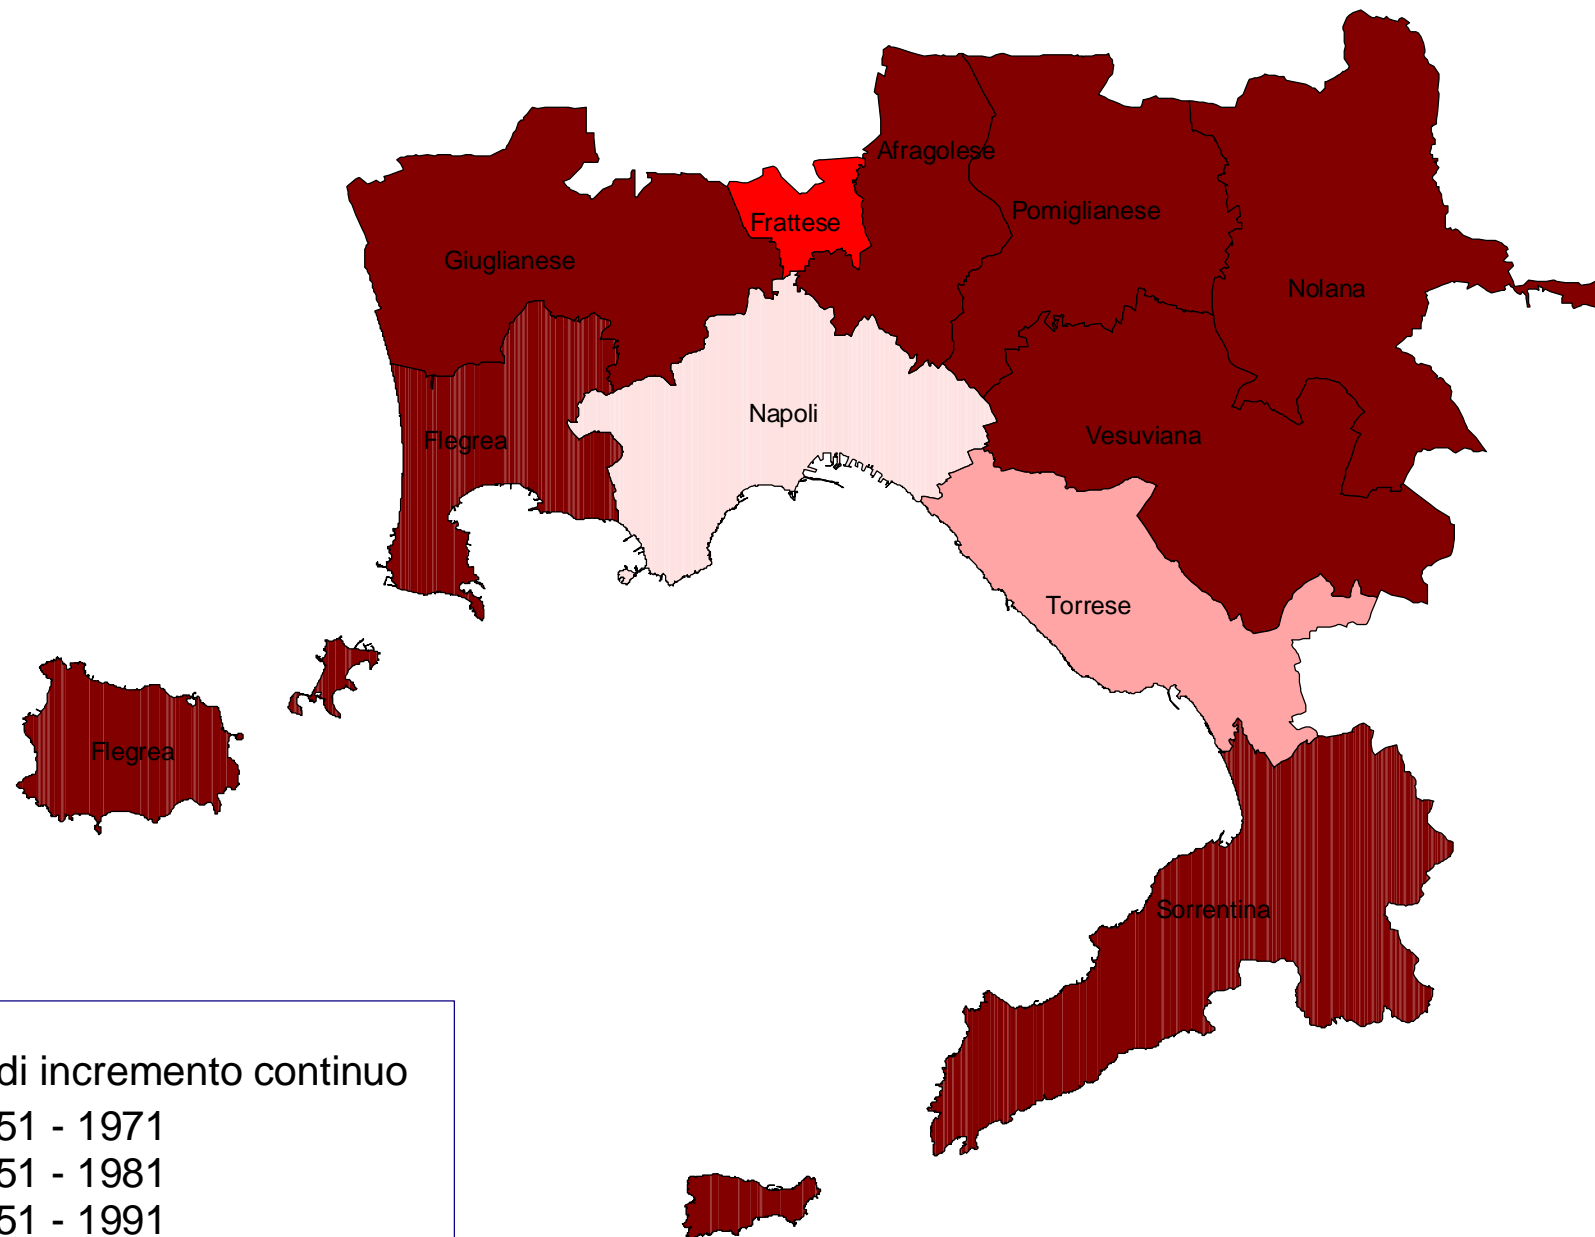 Afragolese
Pomiglianese
Frattese
Giuglianese
Nolana
Napoli
Flegrea
Vesuviana
Torrese
Flegrea
Sorrentina
di incremento continuo
51 - 1971
51 - 1981
51 - 1991